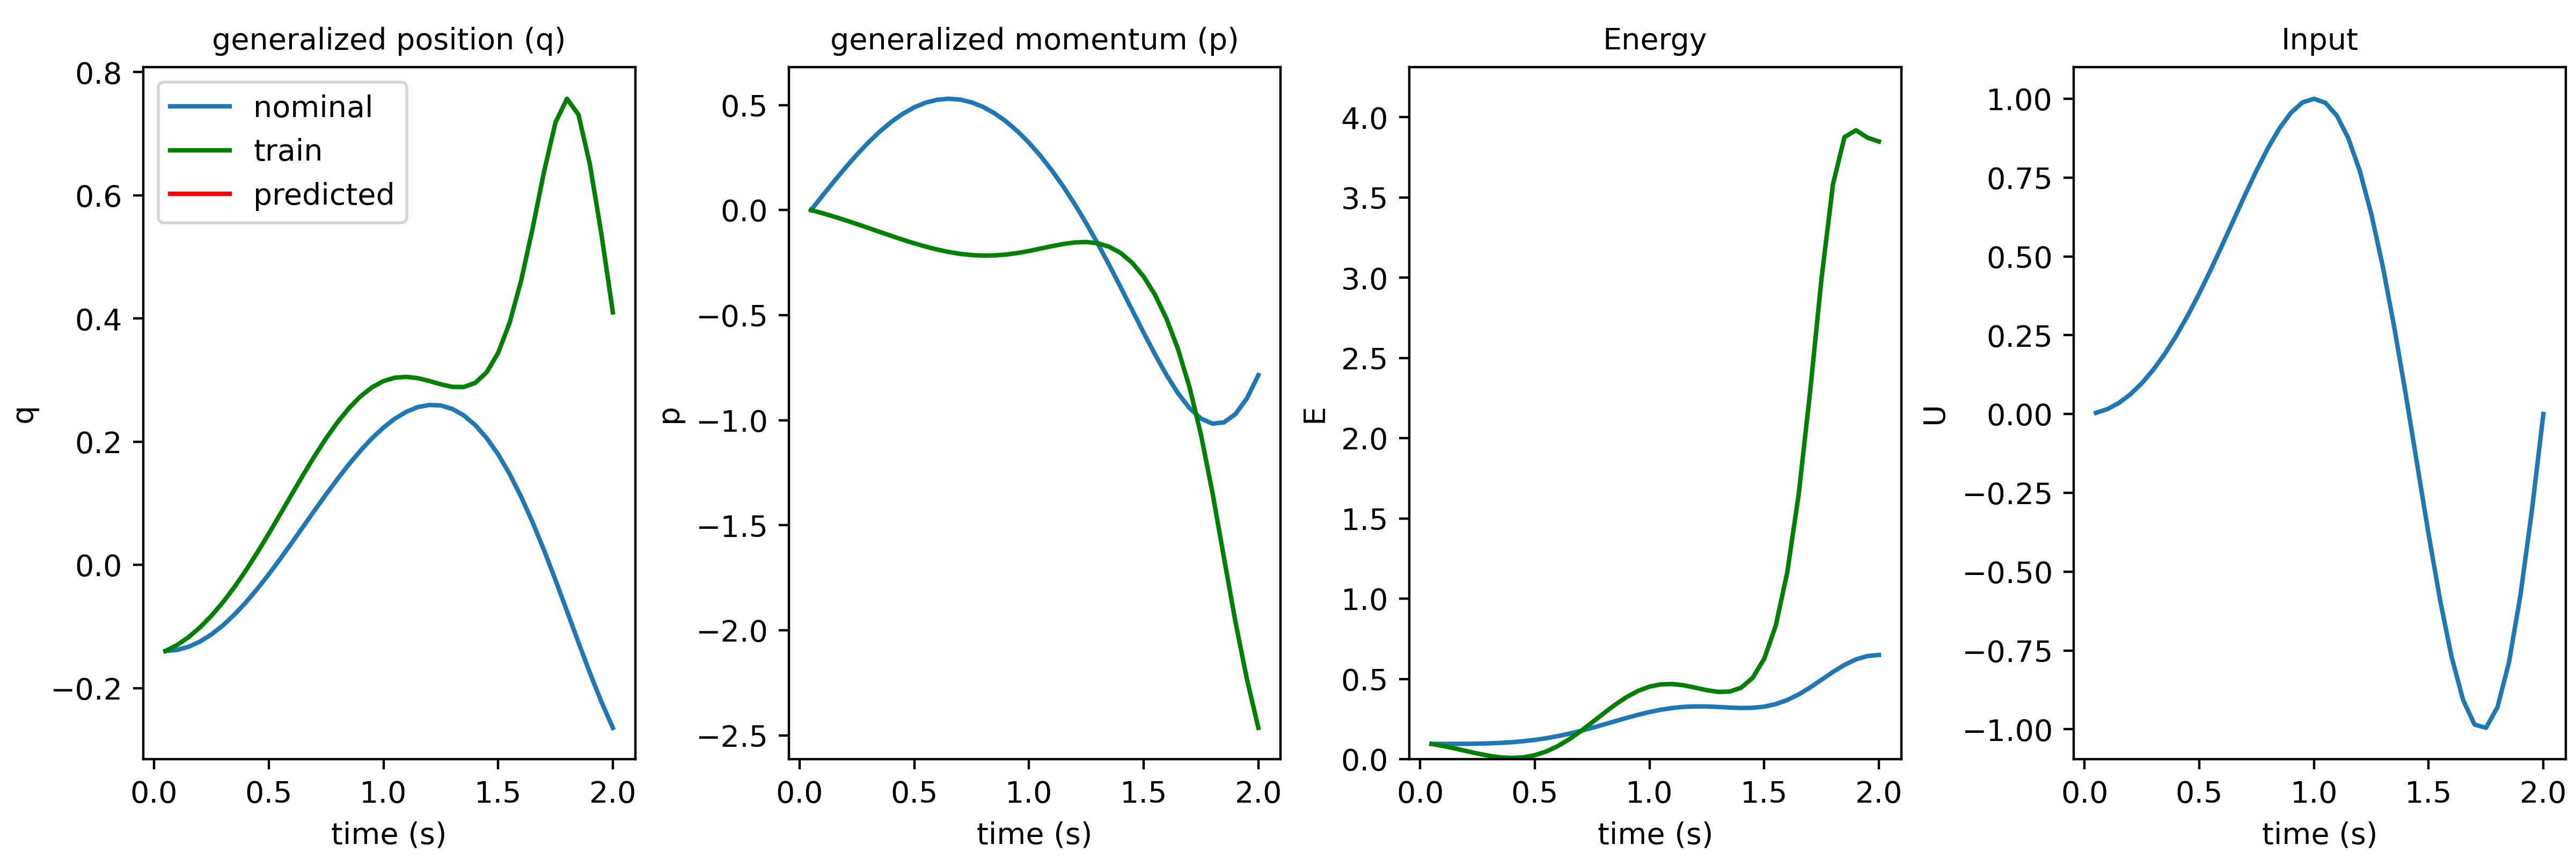 generalized position (q)
0.8
0.6
0.4
0.2
0.0
−0.2
q
nominal
train
predicted
0.0 0.5 1.0 1.5 2.0
time (s)
generalized momentum (p)
0.5
0.0
−0.5
−1.0
−1.5
−2.0
−2.5
p
0.0 0.5 1.0 1.5 2.0
time (s)
Energy
4.0
3.5
3.0
2.5
2.0
1.5
1.0
0.5
0.0
E
0.0 0.5 1.0 1.5 2.0
time (s)
Input
1.00
0.75
0.50
0.25
0.00
−0.25
−0.50
−0.75
−1.00
U
0.0 0.5 1.0 1.5 2.0
time (s)